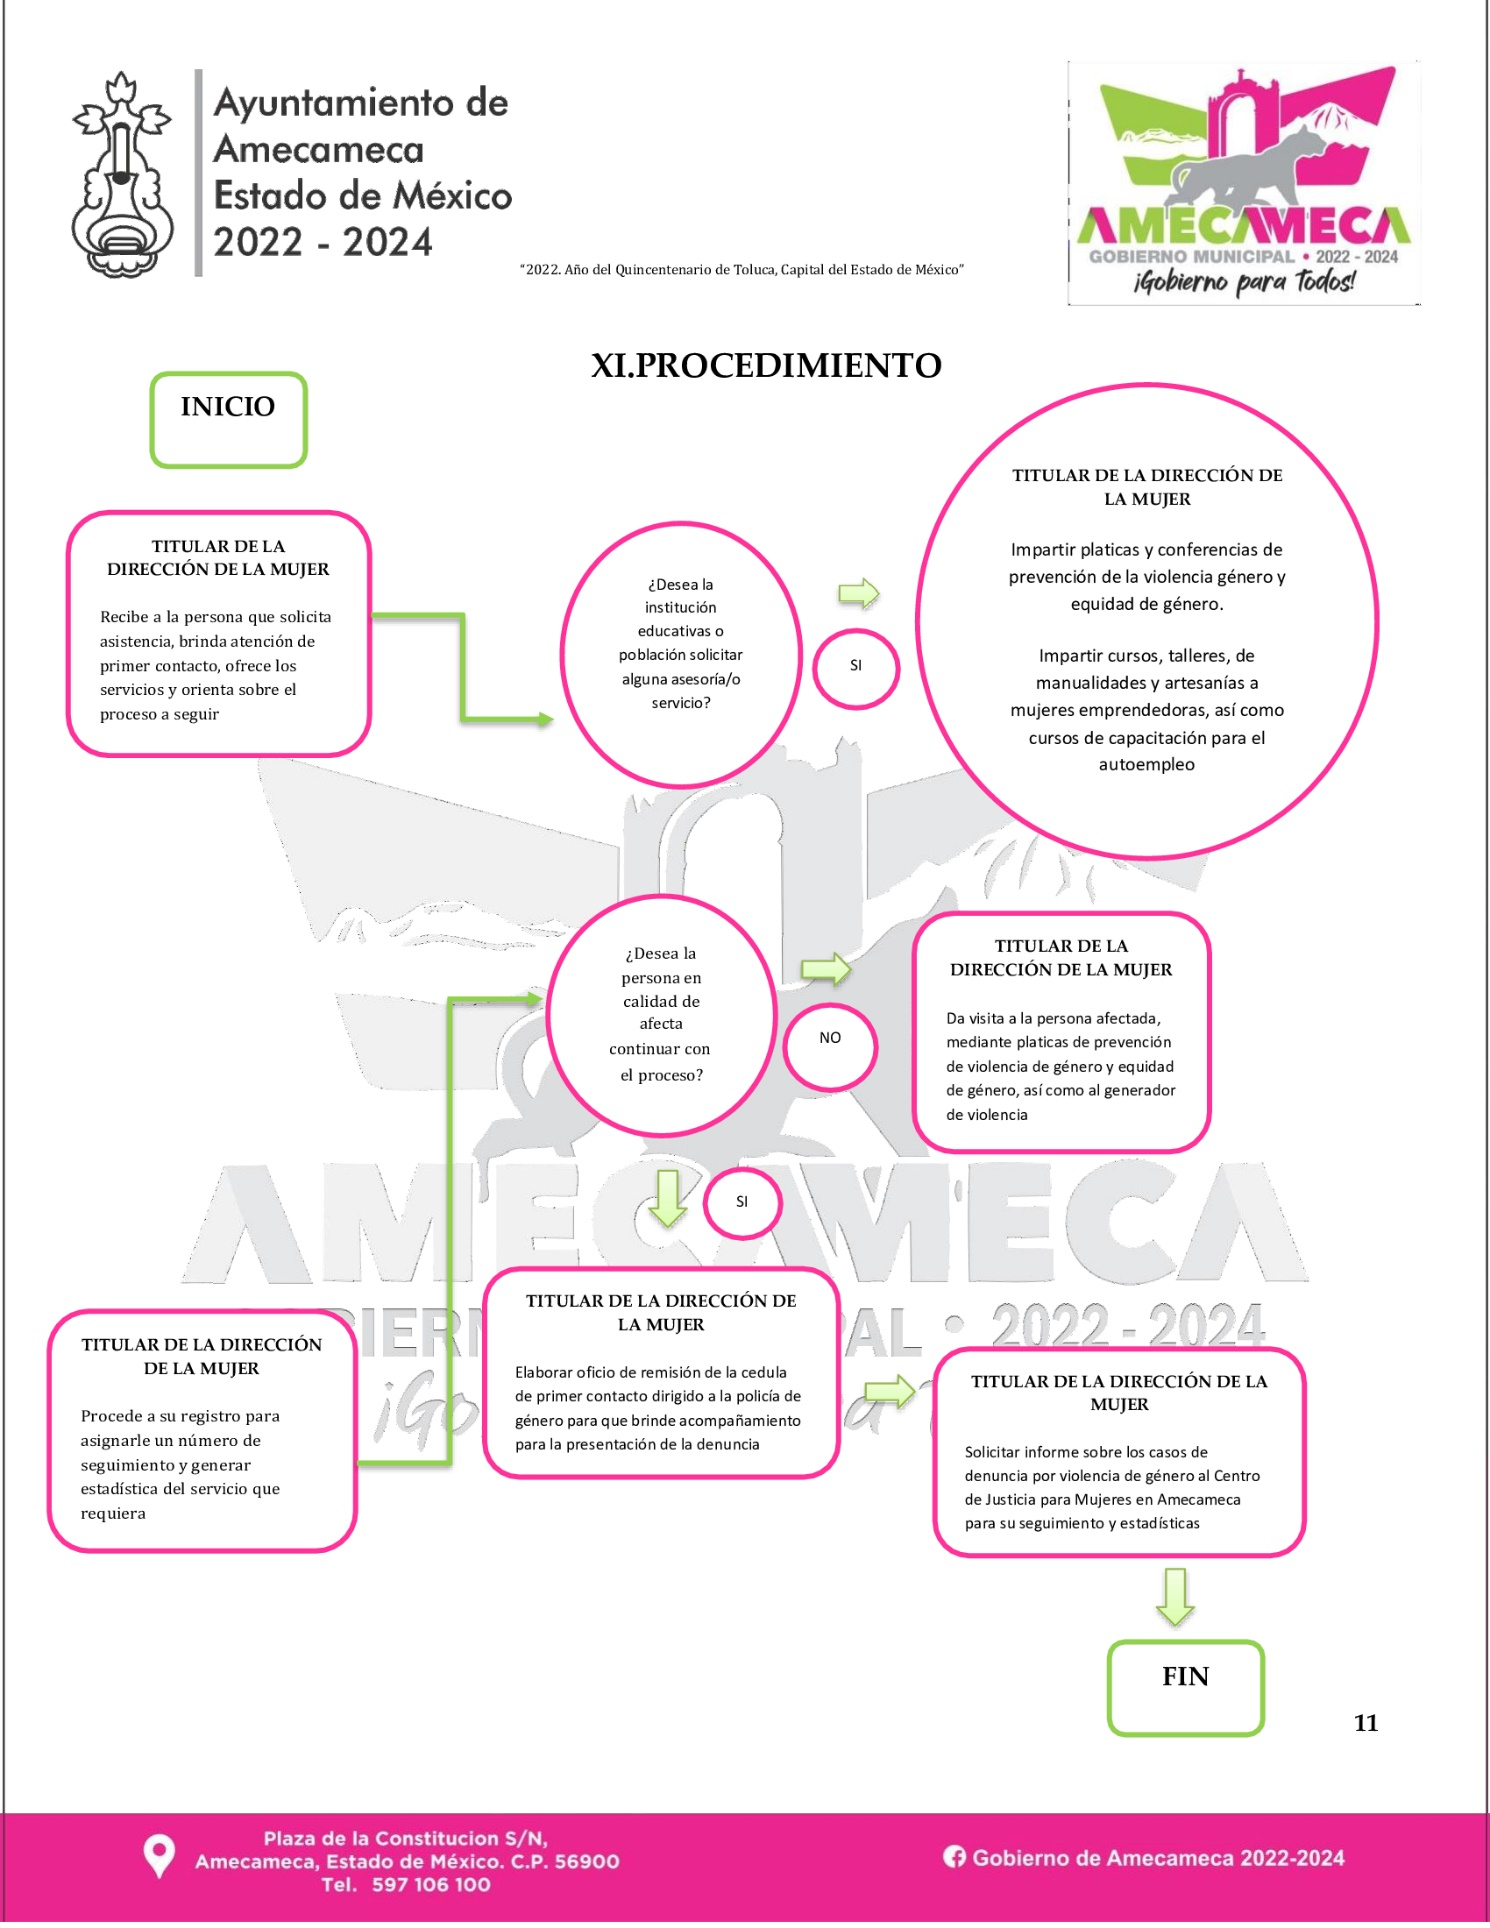 Ayuntamiento de
Amecameca
Estado de México
2022 - 2024
"2022. Año del Quincentenario de Toluca, Capital del Estado de México"
AMECAMECA
GOBIERNO MUNICIPAL • 2022 - 2024
¡Gobierno para Todos!
XI.PROCEDIMIENTO
INICIO
TITULAR DE LA
DIRECCIÓN DE LA MUJER
Recibe a la persona que solicita
asistencia, brinda atención de
primer contacto, ofrece los
servicios y orienta sobre el
proceso a seguir
¿Desea la
institución
educativas o
población solicitar
alguna asesoría/o
servicio?
SI
TITULAR DE LA DIRECCIÓN DE
LA MUJER
Impartir platicas y conferencias de
prevención de la violencia género y
equidad de género.
Impartir cursos, talleres, de
manualidades y artesanías a
mujeres emprendedoras, así como
cursos de capacitación para el
autoempleo
¿Desea la
persona en
calidad de
afecta
continuar con
el proceso?
NO
TITULAR DE LA
DIRECCIÓN DE LA MUJER
Da visita a la persona afectada,
mediante platicas de prevención
de violencia de género y equidad
de género, así como al generador
de violencia
SI
AMECAMECA
2022 - 2024
TITULAR DE LA DIRECCIÓN
DE LA MUJER
Procede a su registro para
asignarle un número de
seguimiento y generar
estadística del servicio que
requiera
TITULAR DE LA DIRECCIÓN DE
LA MUJER
Elaborar oficio de remisión de la cedula
de primer contacto dirigido a la policía de
género para que brinde acompañamiento
para la presentación de la denuncia
TITULAR DE LA DIRECCIÓN DE LA
MUJER
Solicitar informe sobre los casos de
denuncia por violencia de género al Centro
de Justicia para Mujeres en Amecameca
para su seguimiento y estadísticas
FIN
11
Plaza de la Constitucion S/N,
Amecameca, Estado de México. C.P. 56900
Tel. 597 106 100
Gobierno de Amecameca 2022-2024